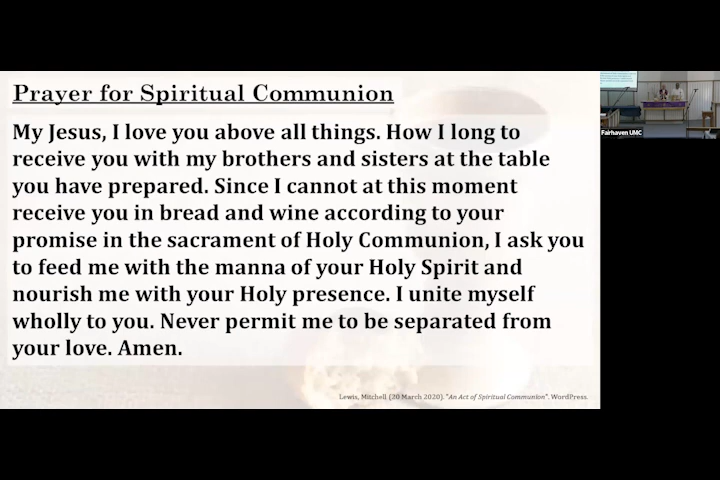 Prayer for Spiritual Communion
My Jesus, I love you above all things. How I long to
receive you with my brothers and sisters at the table
you have prepared. Since I cannot at this moment
receive you in bread and wine according to your
promise in the sacrament of Holy Communion, I ask you
to feed me with the manna of your Holy Spirit and
nourish me with your Holy presence. I unite myself
wholly to you. Never permit me to be separated from
your love. Amen.
Lewis, Mitchell (20 March 2020). "An Act of Spiritual Communion". WordPress.
Fairhaven UMC